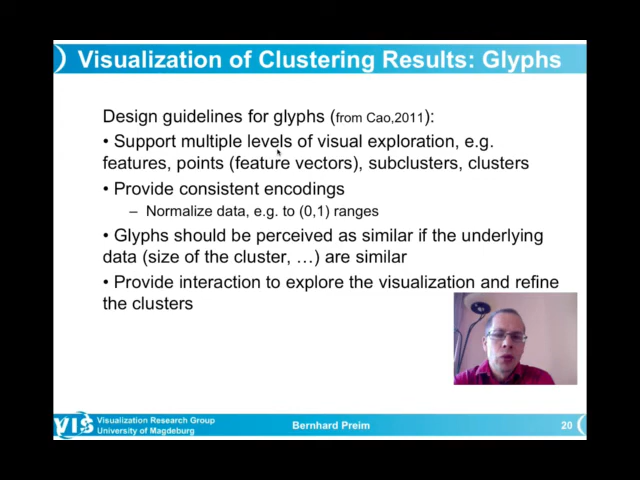 Visualization of Clustering Results: Glyphs
Design guidelines for glyphs (from Cao,2011):
• Support multiple levels of visual exploration, e.g.
features, points (feature vectors), subclusters, clusters
• Provide consistent encodings
– Normalize data, e.g. to (0,1) ranges
• Glyphs should be perceived as similar if the underlying
data (size of the cluster, …) are similar
• Provide interaction to explore the visualization and refine
the clusters
VIS
Visualization Research Group
University of Magdeburg
Bernhard Preim
20